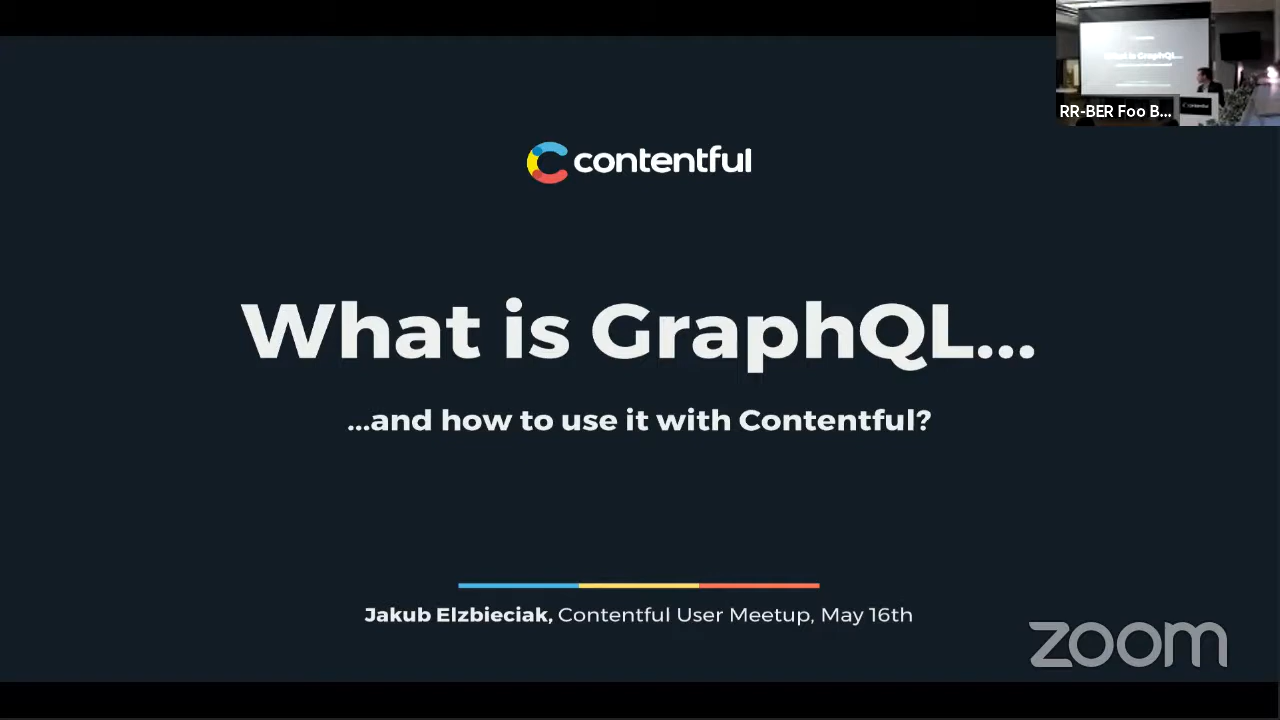 RR-BER Foo B...
contentful
What is GraphQL...
...and how to use it with Contentful?
Jakub Elzbieciak, Contentful User Meetup, May 16th
zoom